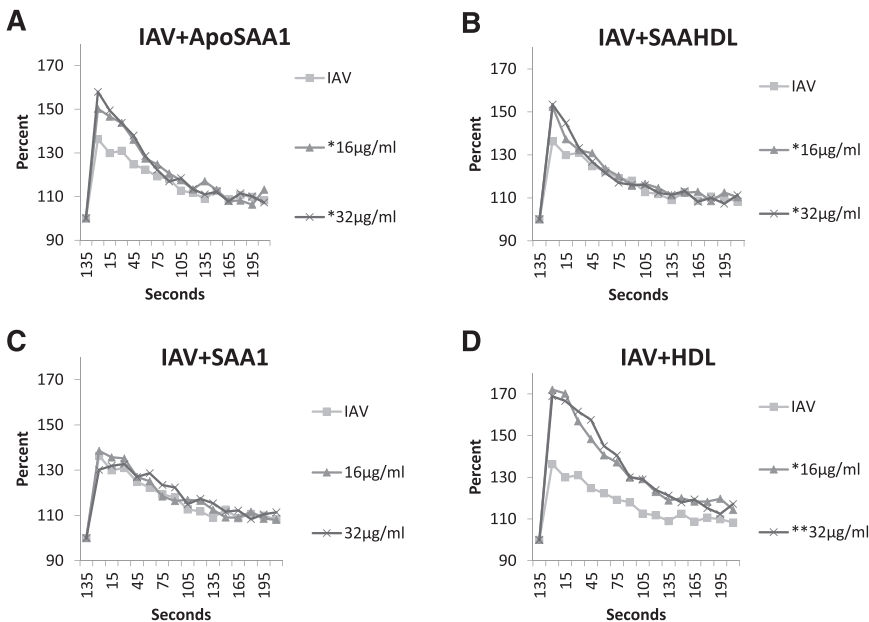 A
IAV+ApoSAA1
170
150
130
110
90
Percent
135 15 45 75 105 135 165 195
Seconds
IAV
*16µg/ml
*32µg/ml
B
IAV+SAAHDL
170
150
130
110
90
Percent
135 15 45 75 105 135 165 195
Seconds
IAV
*16µg/ml
*32µg/ml
C
IAV+SAA1
170
150
130
110
90
Percent
135 15 45 75 105 135 165 195
Seconds
IAV
16µg/ml
32µg/ml
D
IAV+HDL
170
150
130
110
90
Percent
135 15 45 75 105 135 165 195
Seconds
IAV
*16µg/ml
**32µg/ml